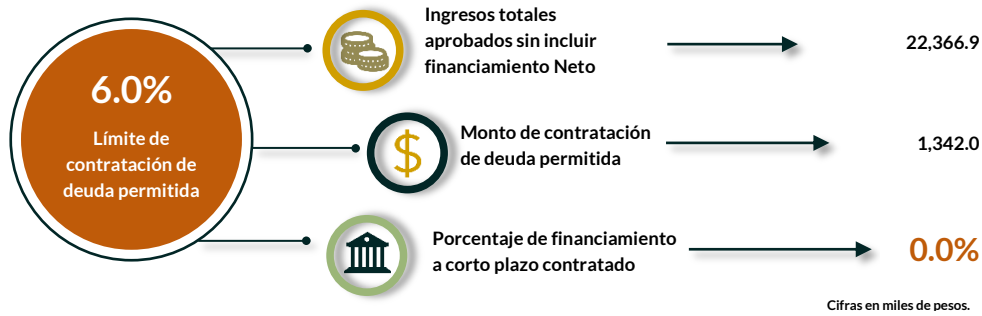 6.0%
Límite de
contratación de
deuda permitida
Ingresos totales
aprobados sin incluir
financiamiento Neto
22,366.9
$
Monto de contratación
de deuda permitida
1,342.0
Porcentaje de financiamiento
a corto plazo contratado
0.0%
Cifras en miles de pesos.